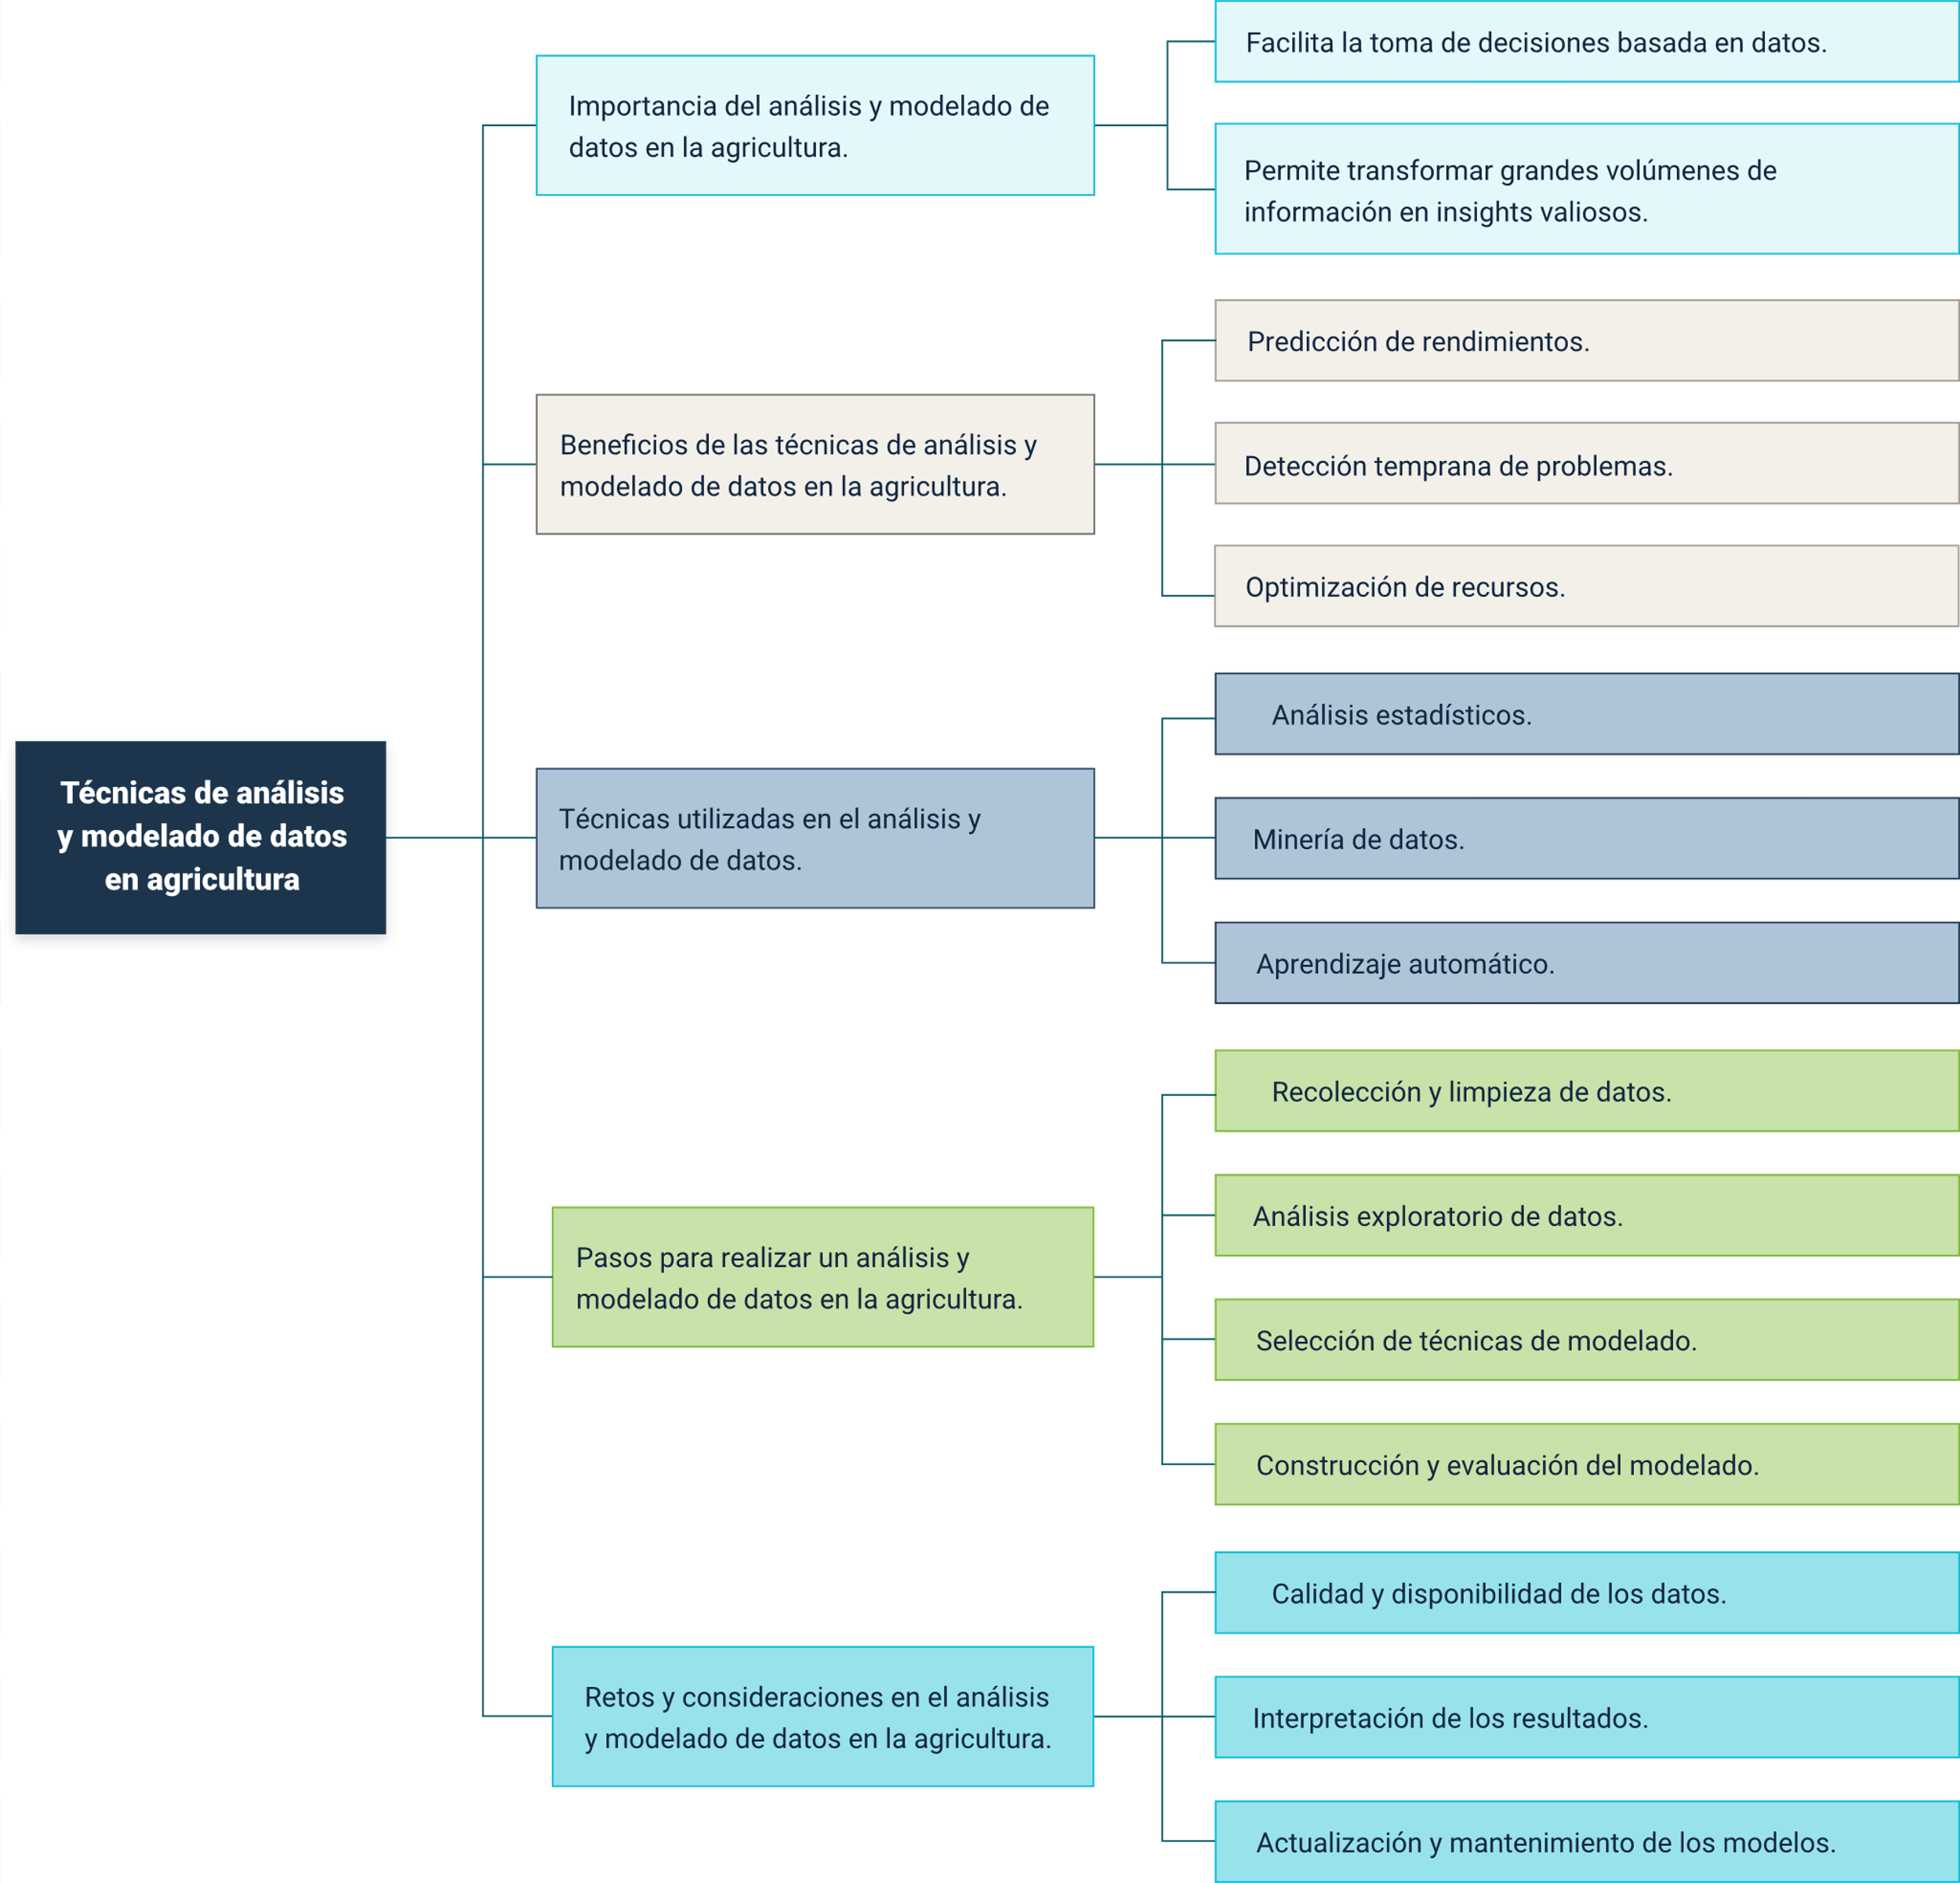 Técnicas de análisis
y modelado de datos
en agricultura
Importancia del análisis y modelado de
datos en la agricultura.
Facilita la toma de decisiones basada en datos.
Permite transformar grandes volúmenes de
información en insights valiosos.
Beneficios de las técnicas de análisis y
modelado de datos en la agricultura.
Predicción de rendimientos.
Detección temprana de problemas.
Optimización de recursos.
Técnicas utilizadas en el análisis y
modelado de datos.
Análisis estadísticos.
Minería de datos.
Aprendizaje automático.
Pasos para realizar un análisis y
modelado de datos en la agricultura.
Recolección y limpieza de datos.
Análisis exploratorio de datos.
Selección de técnicas de modelado.
Construcción y evaluación del modelado.
Retos y consideraciones en el análisis
y modelado de datos en la agricultura.
Calidad y disponibilidad de los datos.
Interpretación de los resultados.
Actualización y mantenimiento de los modelos.